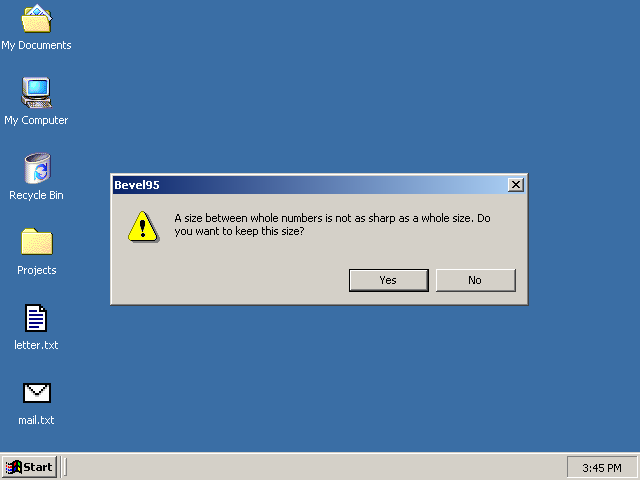 My Documents
My Computer
Recycle Bin
Projects
letter.txt
mail.txt
Bevel95
A size between whole numbers is not as sharp as a whole size. Do
you want to keep this size?
Yes
No
Start
3:45 PM